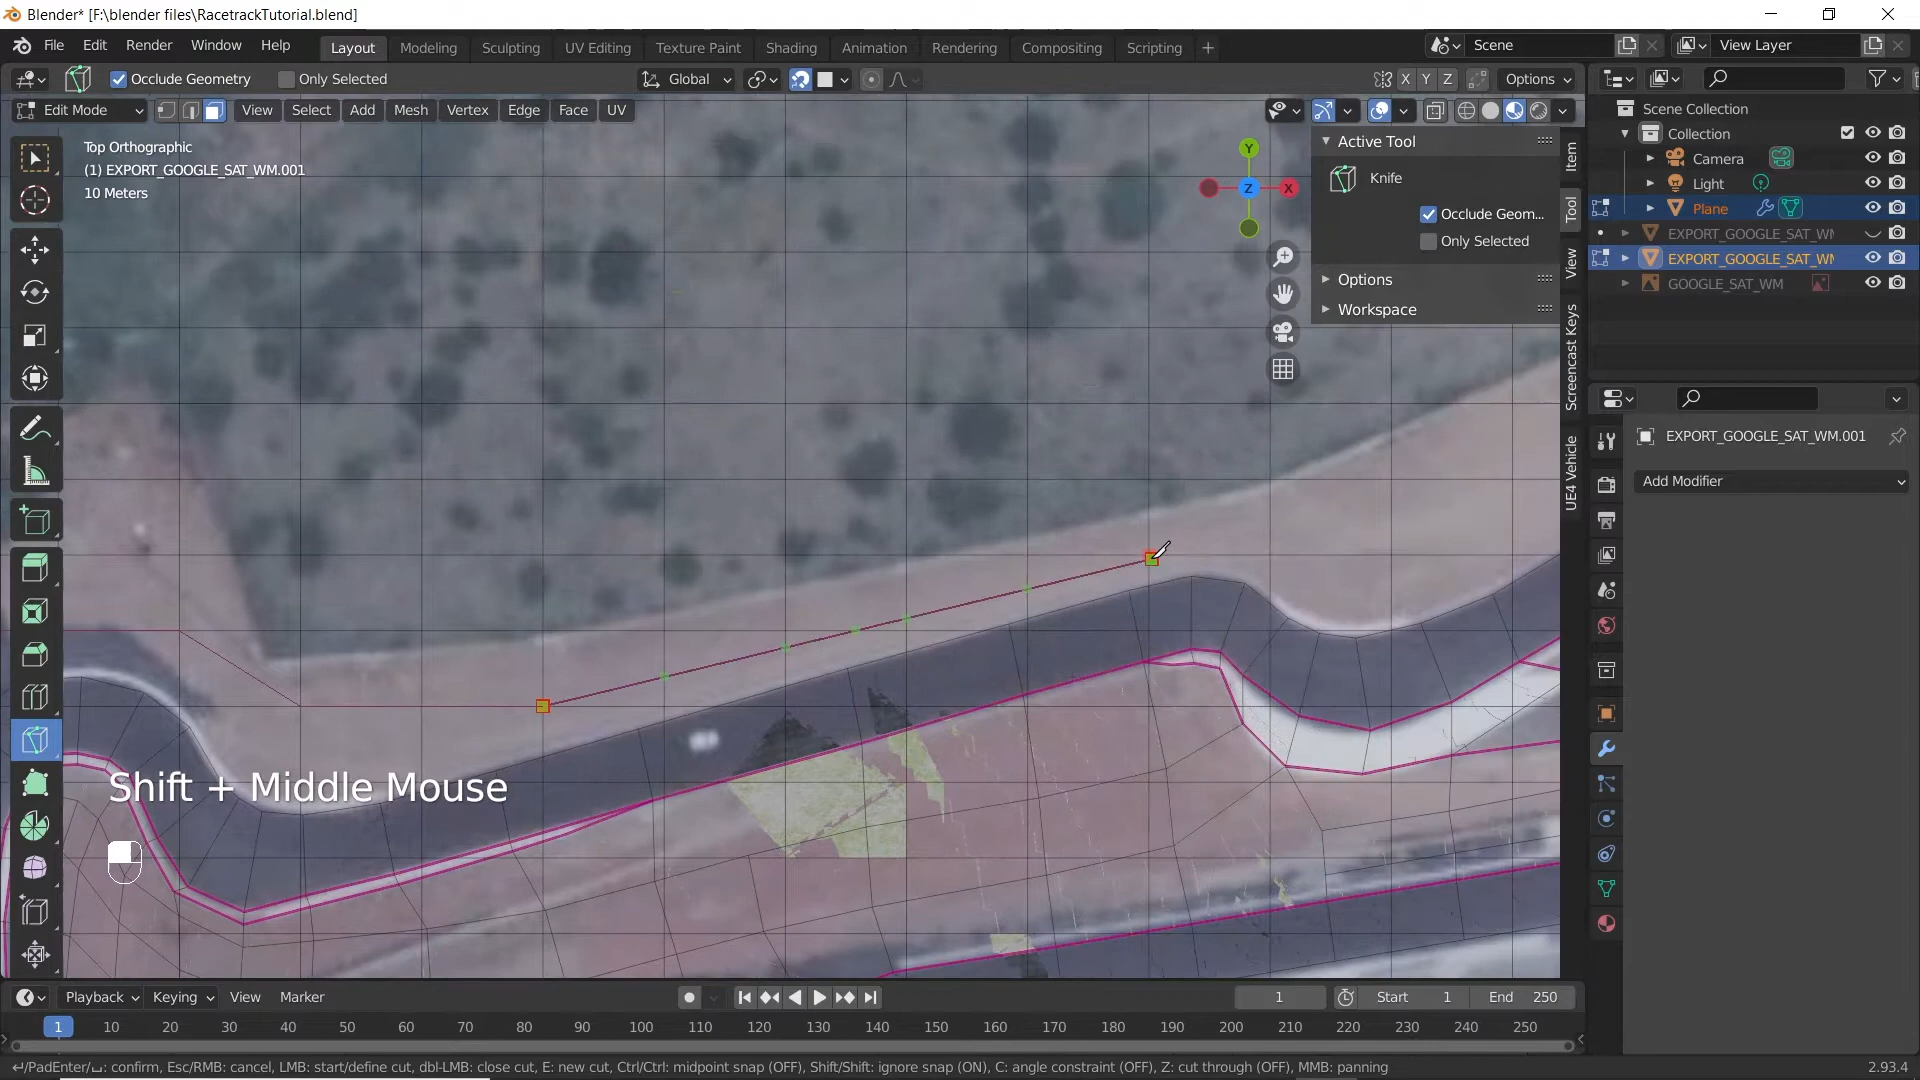 Blender* [F:\blender files\RacetrackTutorial.blend]
File Edit Render Window Help Layout Modeling Sculpting UV Editing Texture Paint Shading Animation Rendering Compositing Scripting Scene View Layer
Occlude Geometry Only Selected Global X Y Z Options
Edit Mode View Select Add Mesh Vertex Edge Face UV
Top Orthographic
(1) EXPORT_GOOGLE_SAT_WM.001
10 Meters
Y
Z X
Active Tool
Knife
Occlude Geom...
Only Selected
Options
Workspace
Item
Tool
View
Screencast Keys
UE4 Vehicle
Scene Collection
Collection
Camera
Light
Plane
EXPORT_GOOGLE_SAT_WM
EXPORT_GOOGLE_SAT_WM
GOOGLE_SAT_WM
EXPORT_GOOGLE_SAT_WM.001
Add Modifier
Shift + Middle Mouse
Playback Keying View Marker 1 Start 1 End 250
1 10 20 30 40 50 60 70 80 90 100 110 120 130 140 150 160 170 180 190 200 210 220 230 240 250
/PadEnter/ : confirm, Esc/RMB: cancel, LMB: start/define cut, dbl-LMB: close cut, E: new cut, Ctrl/Ctrl: midpoint snap (OFF), Shift/Shift: ignore snap (ON), C: angle constraint (OFF), Z: cut through (OFF), MMB: panning 2.93.4